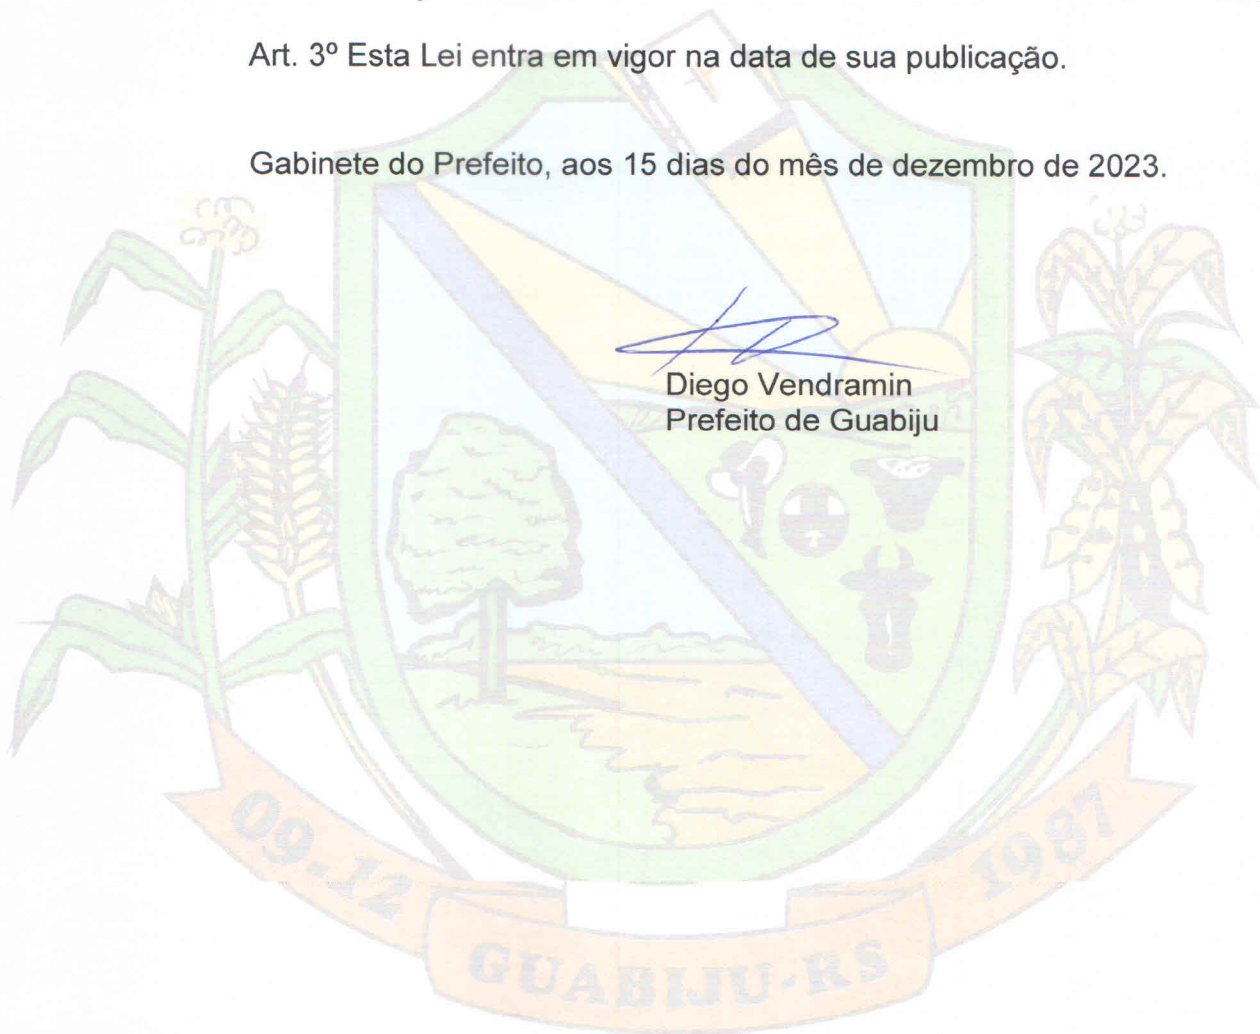 Art. 3º Esta Lei entra em vigor na data de sua publicação.
Gabinete do Prefeito, aos 15 dias do mês de dezembro de 2023.
Diego Vendramin
Prefeito de Guabiju
09-12
1987
GUABIJU-RS